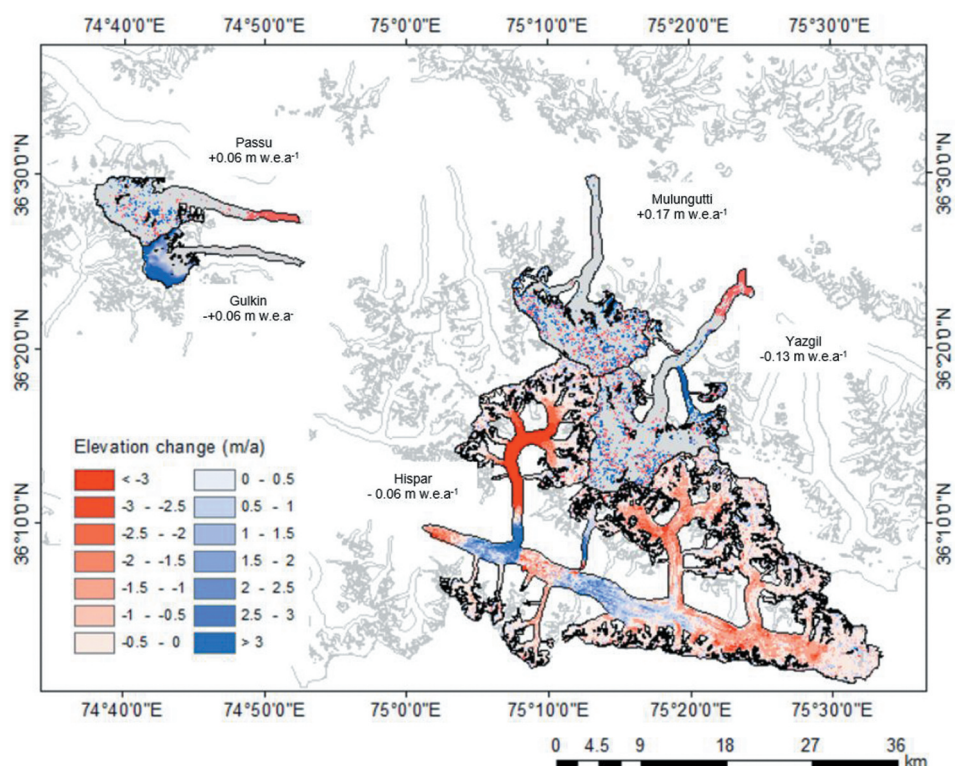 74°40'0"E 74°50'0"E 75°0'0"E 75°10'0"E 75°20'0"E 75°30'0"E
36°30'0"N
36°20'0"N
36°10'0"N
Passu
+0.06 m w.e.a⁻¹
Gulkin
-+0.06 m w.e.a⁻
Mulungutti
+0.17 m w.e.a⁻¹
Yazgil
-0.13 m w.e.a⁻¹
Hispar
- 0.06 m w.e.a⁻¹
Elevation change (m/a)
< -3
-3 - -2.5
-2.5 - -2
-2 - -1.5
-1.5 - -1
-1 - -0.5
-0.5 - 0
0 - 0.5
0.5 - 1
1 - 1.5
1.5 - 2
2 - 2.5
2.5 - 3
> 3
36°30'0"N
36°20'0"N
36°10'0"N
74°40'0"E 74°50'0"E 75°0'0"E 75°10'0"E 75°20'0"E 75°30'0"E
0 4.5 9 18 27 36
km